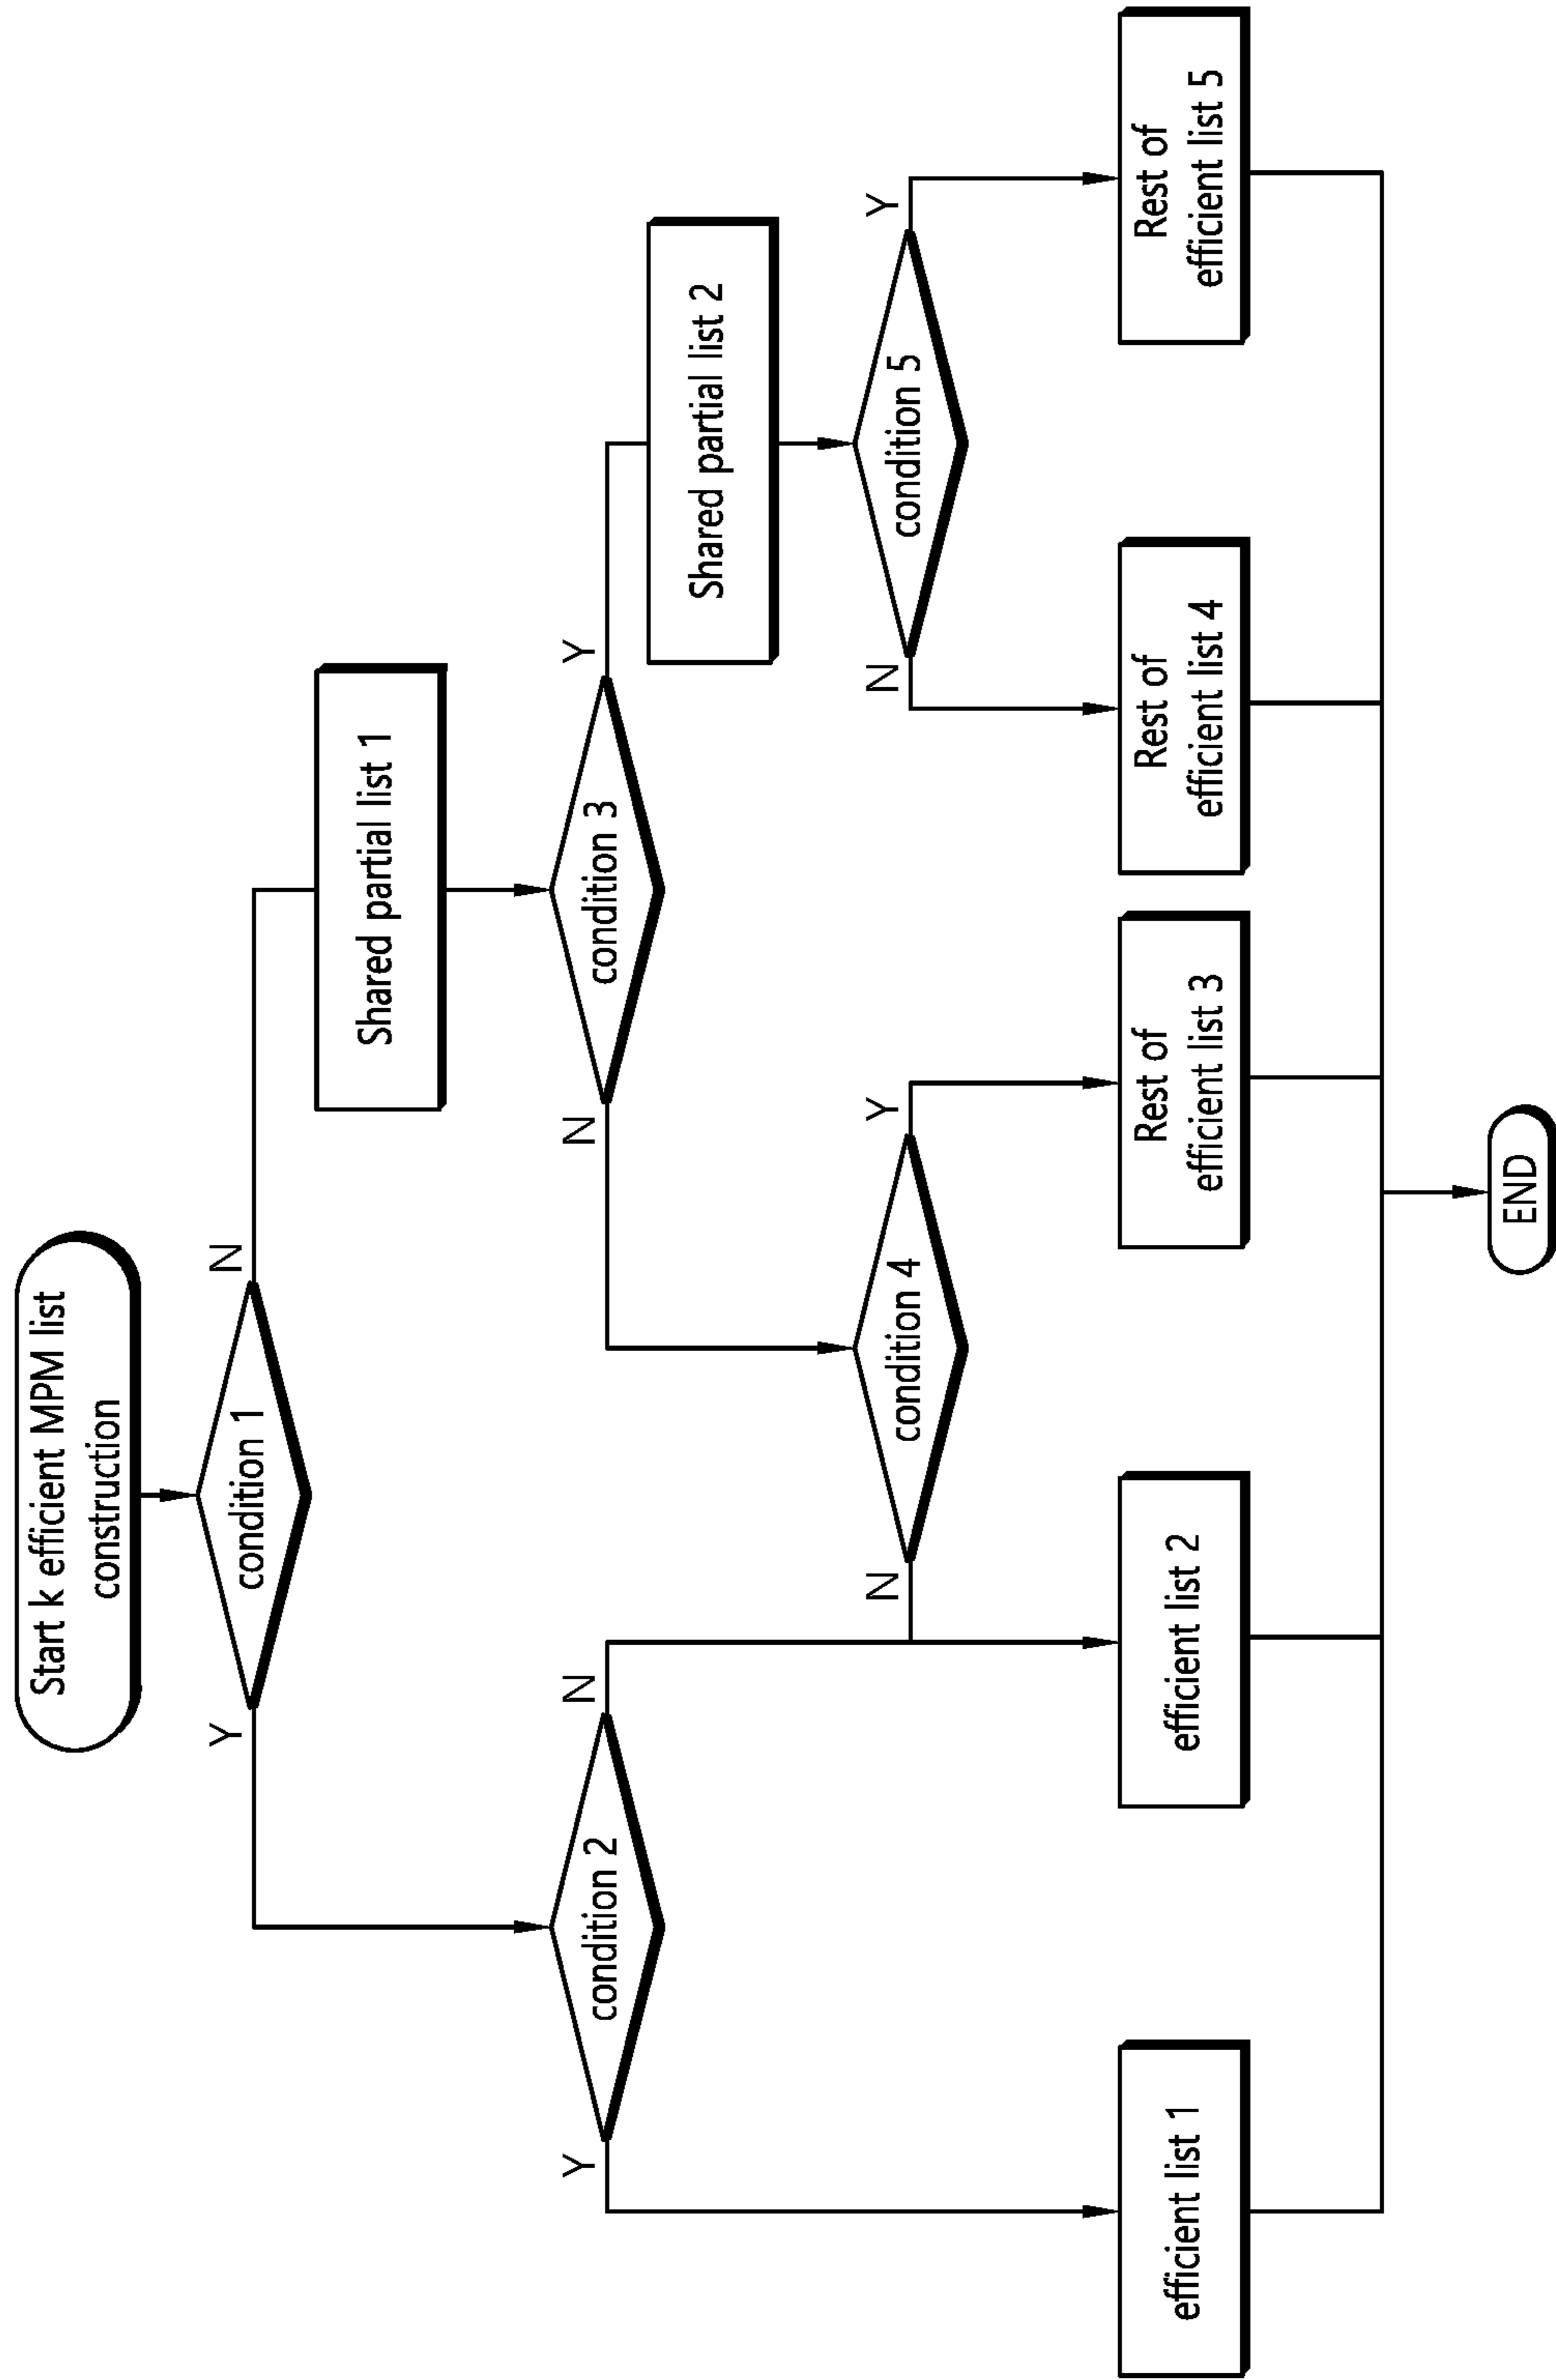 Start k efficient MPM list
construction
Y
condition 1
N
Shared partial list 1
Y
condition 2
N
N
condition 3
Y
Shared partial list 2
N
condition 4
Y
N
condition 5
Y
efficient list 1
efficient list 2
Rest of
efficient list 3
Rest of
efficient list 4
Rest of
efficient list 5
END